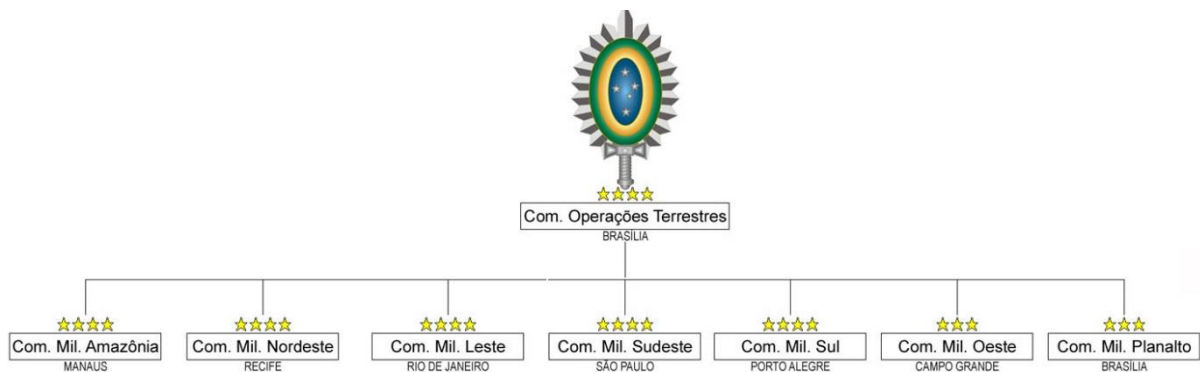 Com. Operações Terrestres
BRASÍLIA
Com. Mil. Amazônia
MANAUS
Com. Mil. Nordeste
RECIFE
Com. Mil. Leste
RIO DE JANEIRO
Com. Mil. Sudeste
SÃO PAULO
Com. Mil. Sul
PORTO ALEGRE
Com. Mil. Oeste
CAMPO GRANDE
Com. Mil. Planalto
BRASÍLIA